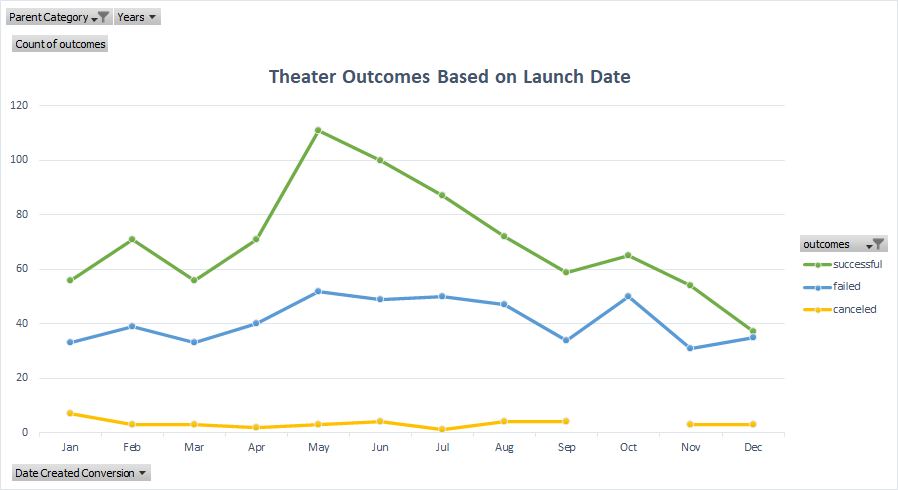 Parent Category Years
Count of outcomes
Theater Outcomes Based on Launch Date
120
100
80
60
40
20
0
Jan Feb Mar Apr May Jun Jul Aug Sep Oct Nov Dec
outcomes
successful
failed
canceled
Date Created Conversion